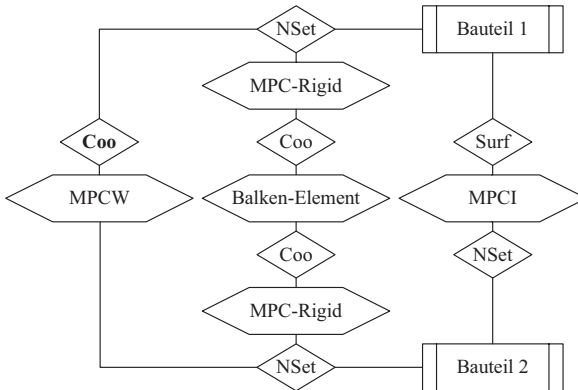 NSet
Bauteil 1
MPC-Rigid
Coo
Coo
Surf
MPCW
Balken-Element
MPCI
Coo
NSet
MPC-Rigid
NSet
Bauteil 2